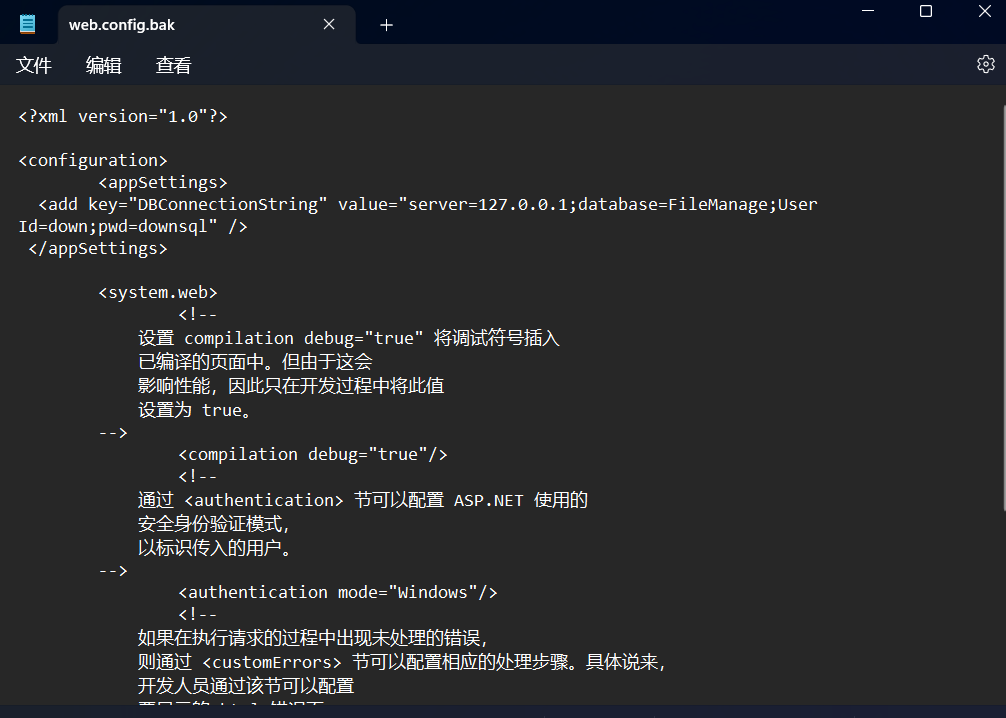 web.config.bak
文件 编辑 查看
<?xml version="1.0"?>
<configuration>
<appSettings>
<add key="DBConnectionString" value="server=127.0.0.1;database=FileManage;User
Id=down;pwd=downsql" />
</appSettings>
<system.web>
<!--
设置 compilation debug="true" 将调试符号插入
已编译的页面中。但由于这会
影响性能，因此只在开发过程中将此值
设置为 true。
-->
<compilation debug="true"/>
<!--
通过 <authentication> 节可以配置 ASP.NET 使用的
安全身份验证模式，
以标识传入的用户。
-->
<authentication mode="Windows"/>
<!--
如果在执行请求的过程中出现未处理的错误，
则通过 <customErrors> 节可以配置相应的处理步骤。具体说来，
开发人员通过该节可以配置